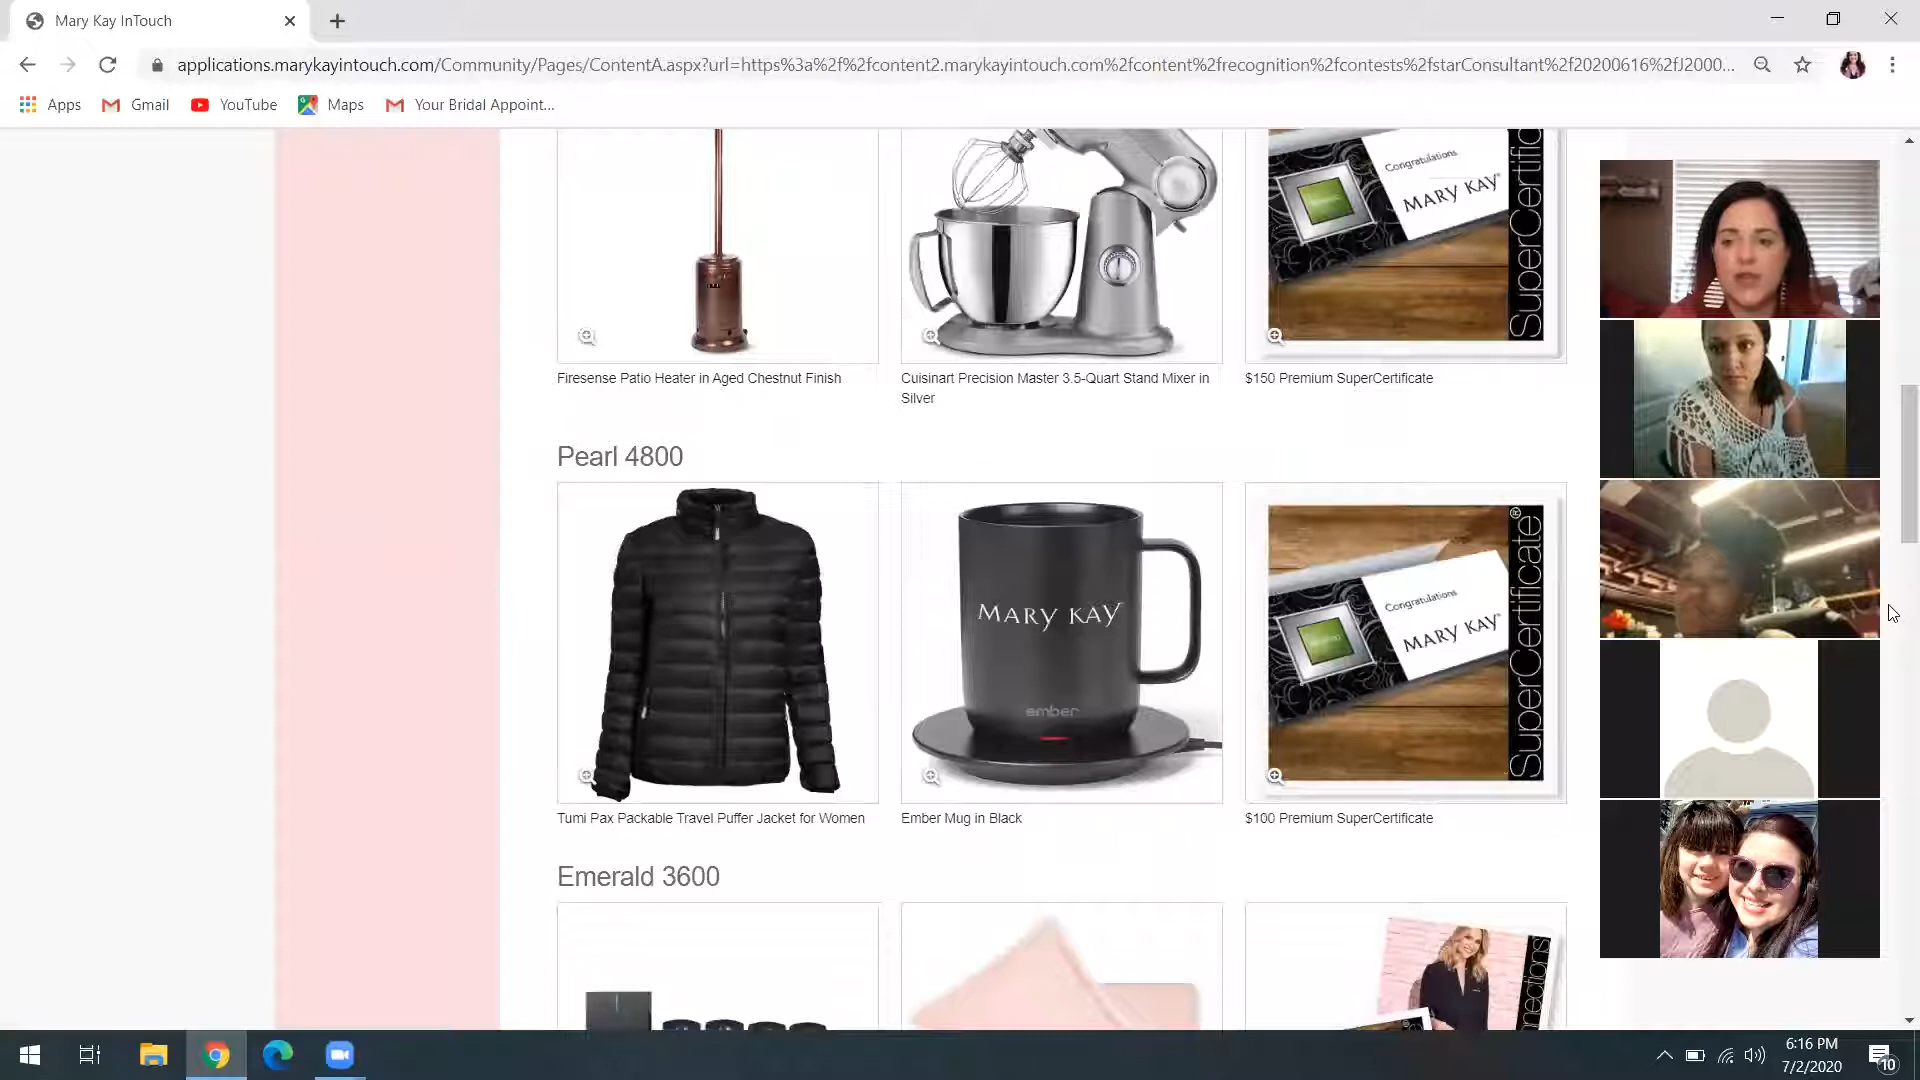 Mary Kay InTouch
applications.marykayintouch.com/Community/Pages/ContentA.aspx?url=https%3a%2f%2fcontent2.marykayintouch.com%2fcontent%2frecognition%2fcontests%2fstarConsultant%2f20200616%2fJ2000...
Apps Gmail YouTube Maps Your Bridal Appoint...
Congratulations
MARY KAY
SuperCertific
Firesense Patio Heater in Aged Chestnut Finish
Cuisinart Precision Master 3.5-Quart Stand Mixer in
Silver
$150 Premium SuperCertificate
Pearl 4800
MARY KAY
ember
Congratulations
MARY KAY
SuperCertificate®
Tumi Pax Packable Travel Puffer Jacket for Women
Ember Mug in Black
$100 Premium SuperCertificate
Emerald 3600
nnections
6:16 PM
7/2/2020
10